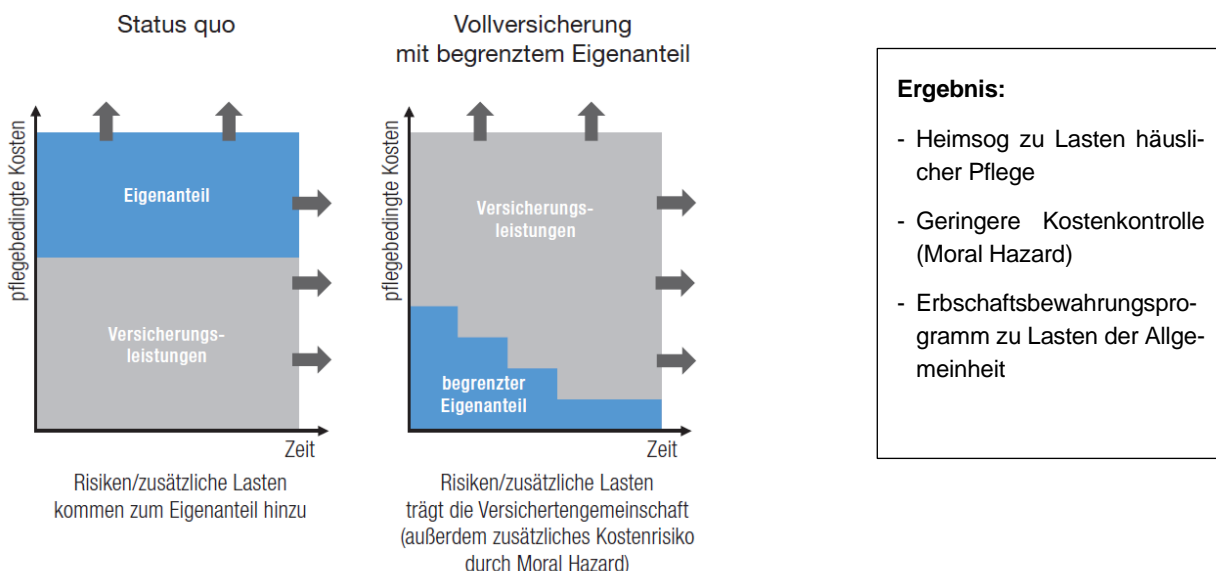 Status quo
pflegebedingte Kosten
Eigenanteil
Versicherungs-
leistungen
Zeit
Risiken/zusätzliche Lasten
kommen zum Eigenanteil hinzu
Vollversicherung
mit begrenztem Eigenanteil
pflegebedingte Kosten
Versicherungs-
leistungen
begrenzter
Eigenanteil
Zeit
Risiken/zusätzliche Lasten
trägt die Versichertengemeinschaft
(außerdem zusätzliches Kostenrisiko
durch Moral Hazard)
Ergebnis:
- Heimsog zu Lasten häusli-
cher Pflege
- Geringere Kostenkontrolle
(Moral Hazard)
- Erbschaftsbewahrungspro-
gramm zu Lasten der Allge-
meinheit